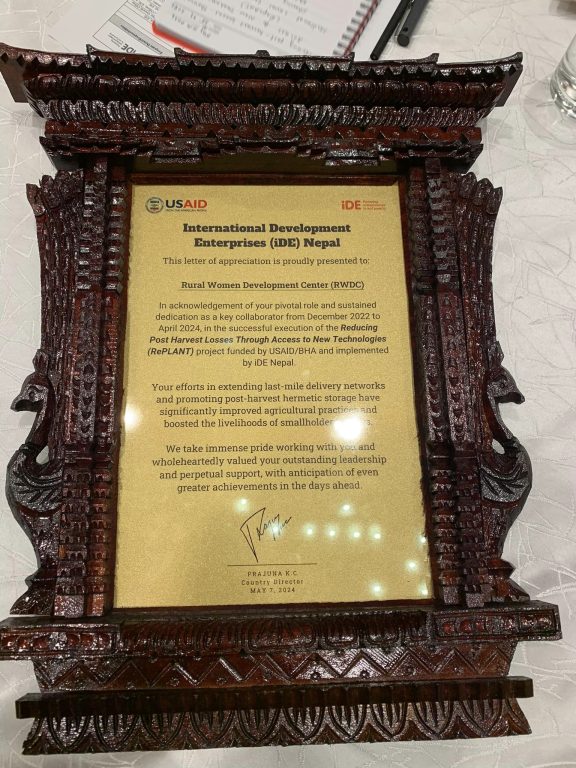 USAID
FROM THE AMERICAN PEOPLE
iDE
International Development
Enterprises (iDE) Nepal
This letter of appreciation is proudly presented to:
Rural Women Development Center (RWDC)
In acknowledgement of your pivotal role and sustained
dedication as a key collaborator from December 2022 to
April 2024, in the successful execution of the Reducing
Post Harvest Losses Through Access to New Technologies
(RePLANT) project funded by USAID/BHA and implemented
by iDE Nepal.
Your efforts in extending last-mile delivery networks
and promoting post-harvest hermetic storage have
significantly improved agricultural practices and
boosted the livelihoods of smallholder
We take immense pride working with you and
wholeheartedly valued your outstanding leadership
and perpetual support, with anticipation of even
greater achievements in the days ahead.
PRAJUNA K.C.
Country Director
MAY 7, 2024
iDE